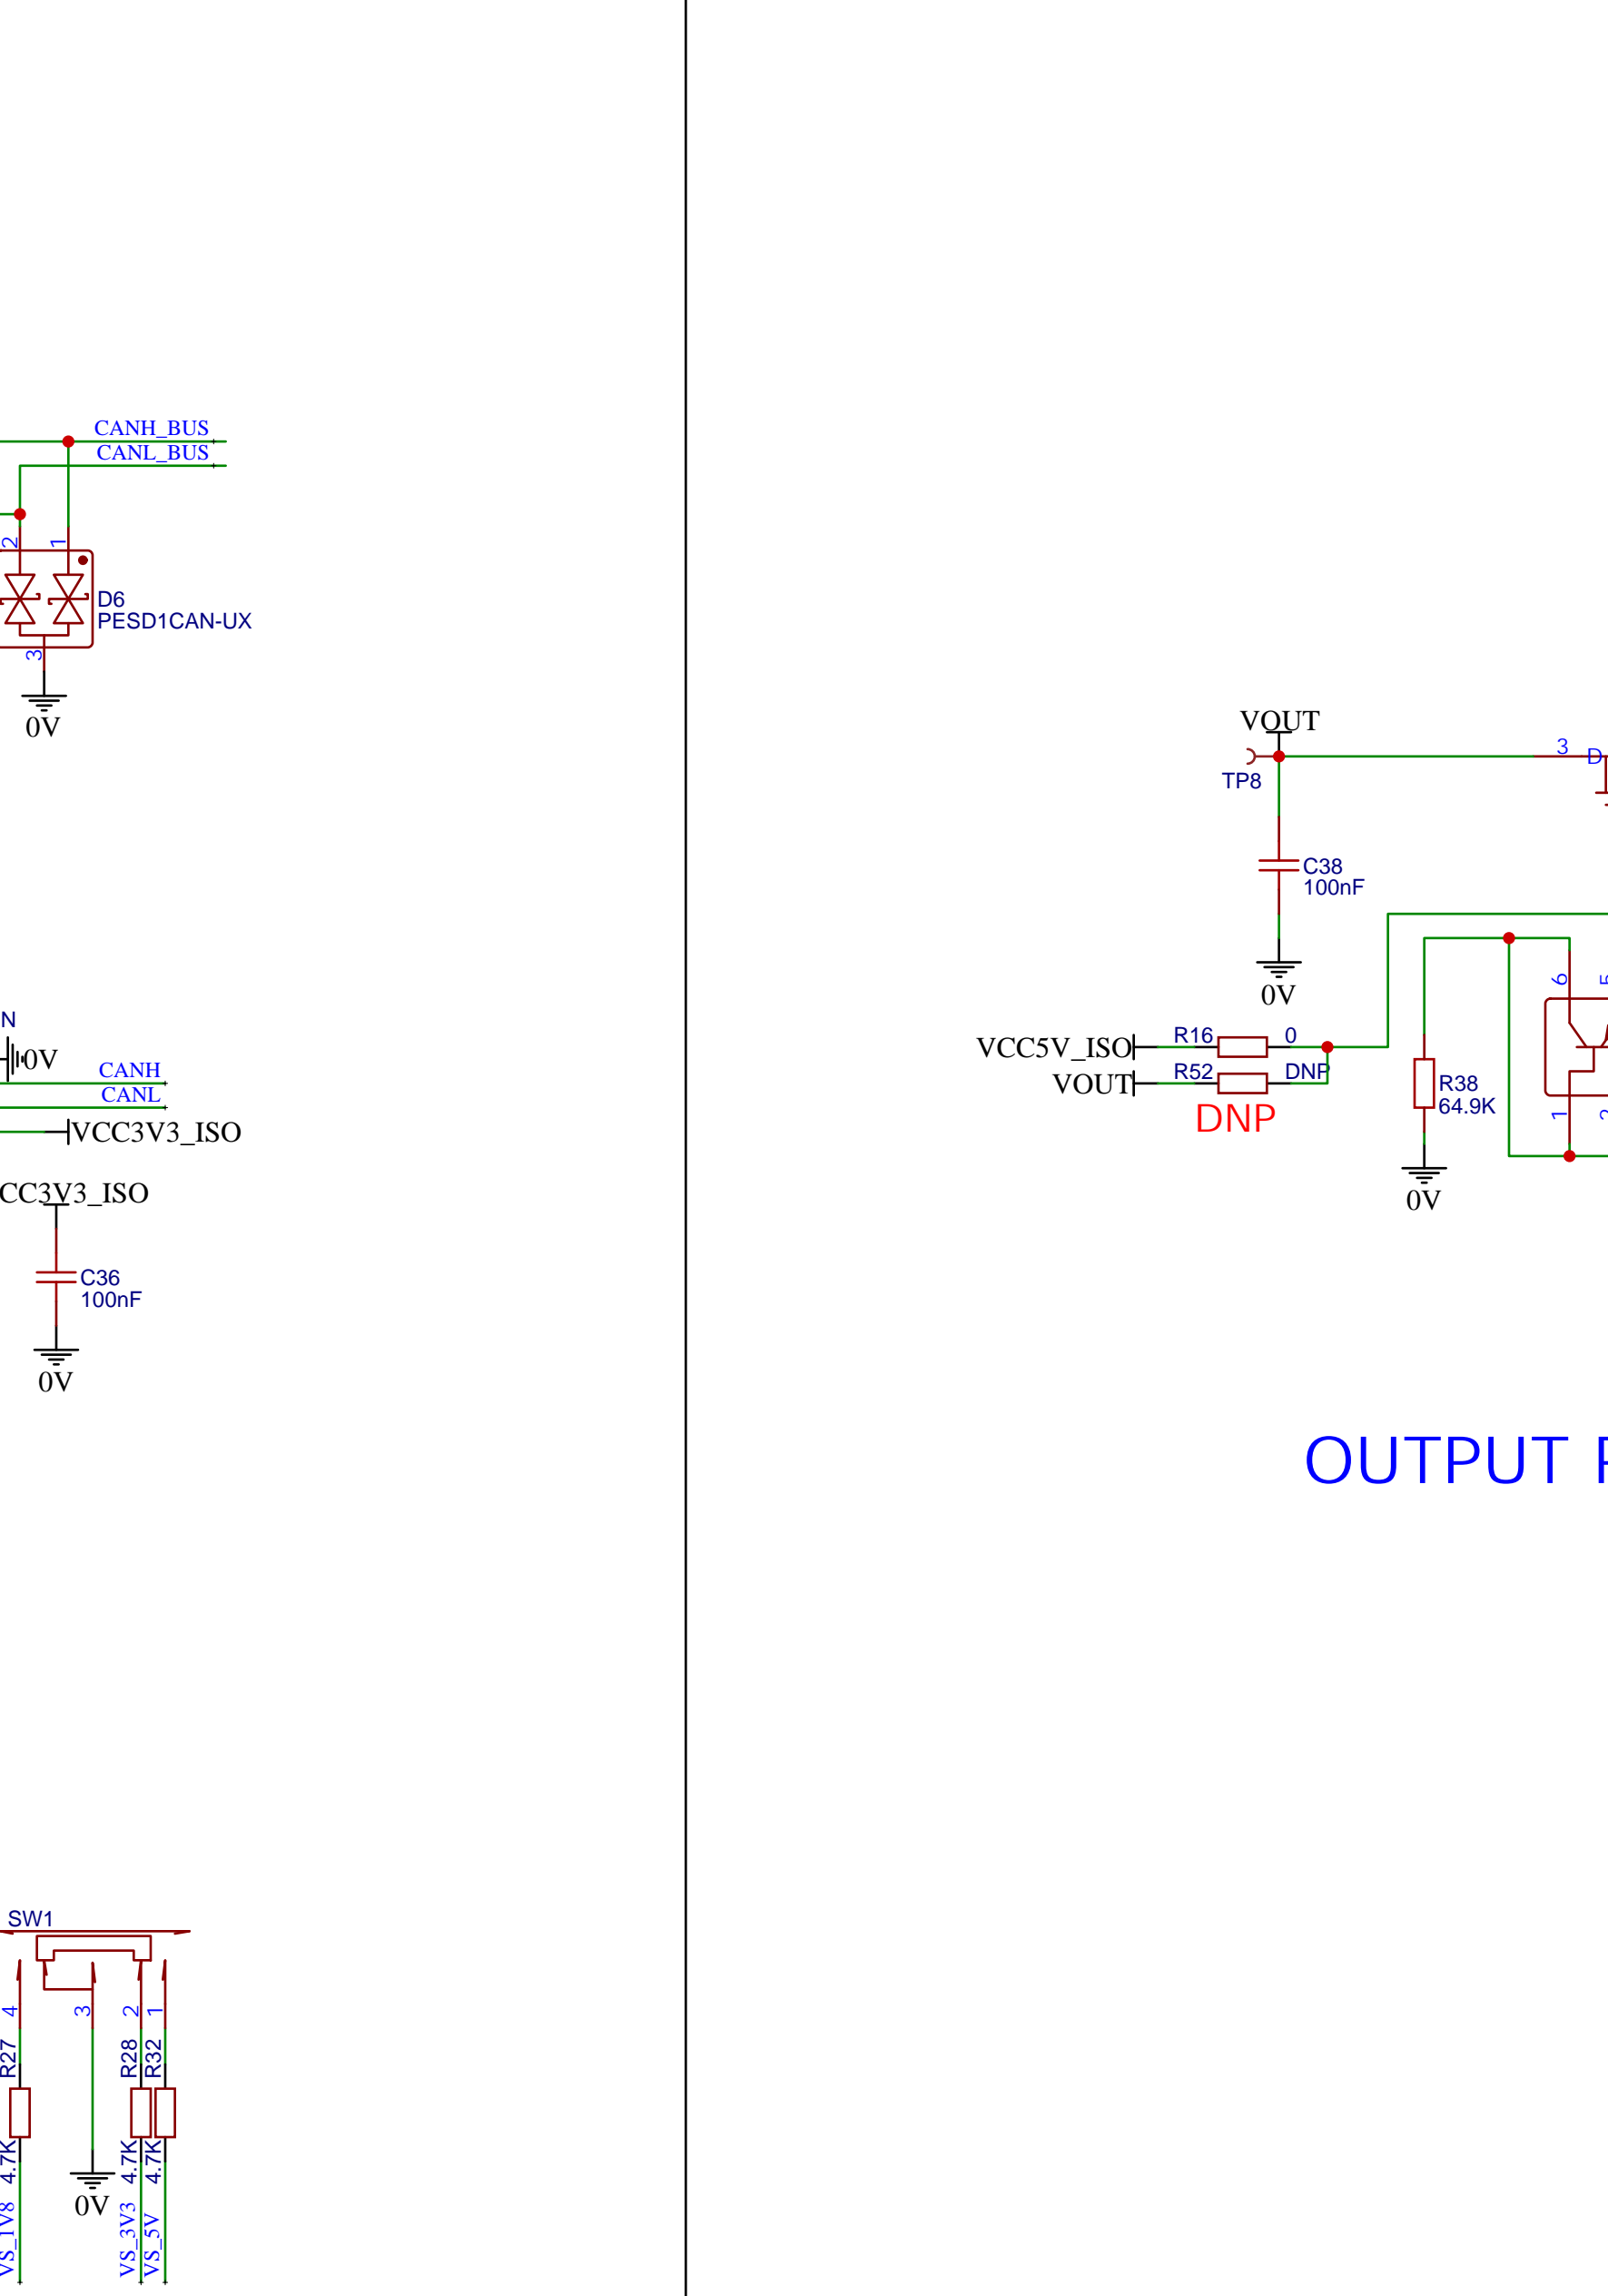 CANH_BUS
CANL_BUS
2
1
D6
PESD1CAN-UX
3
0V
VOUT
TP8
3
D
C38
100nF
0V
6
VCC5V_ISO
R16
0
VOUT
R52
DNP
DNP
R38
64.9K
0V
1
N
0V
CANH
CANL
VCC3V3_ISO
CC3V3_ISO
C36
100nF
0V
OUTPUT
SW1
4
3
2
1
R27
R28
R32
4.7K
4.7K
4.7K
0V
VS_1V8
VS_3V3
VS_5V